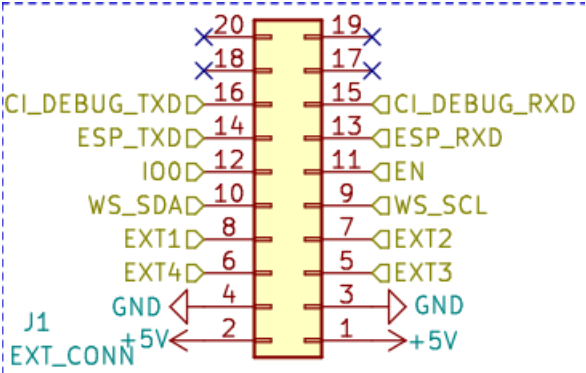 20 19
18 17
CI_DEBUG_TXD 16 15 CI_DEBUG_RXD
ESP_TXD 14 13 ESP_RXD
IO0 12 11 EN
WS_SDA 10 9 WS_SCL
EXT1 8 7 EXT2
EXT4 6 5 EXT3
GND 4 3 GND
J1
+5V 2 1 +5V
EXT_CONN